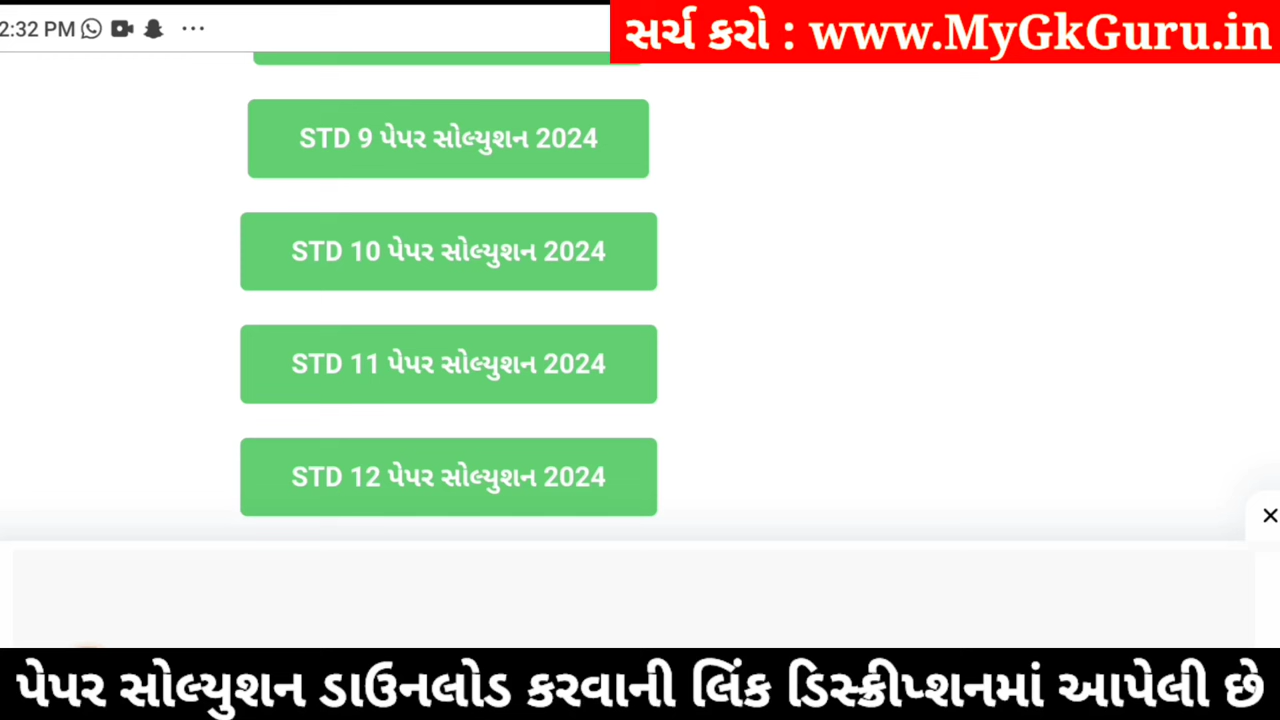 2:32 PM
સર્ચ કરો : www.MyGkGuru.in
STD 9 પેપર સોલ્યુશન 2024
STD 10 પેપર સોલ્યુશન 2024
STD 11 પેપર સોલ્યુશન 2024
STD 12 પેપર સોલ્યુશન 2024
પેપર સોલ્યુશન ડાઉનલોડ કરવાની લિંક ડિસ્ક્રીપ્શનમાં આપેલી છે